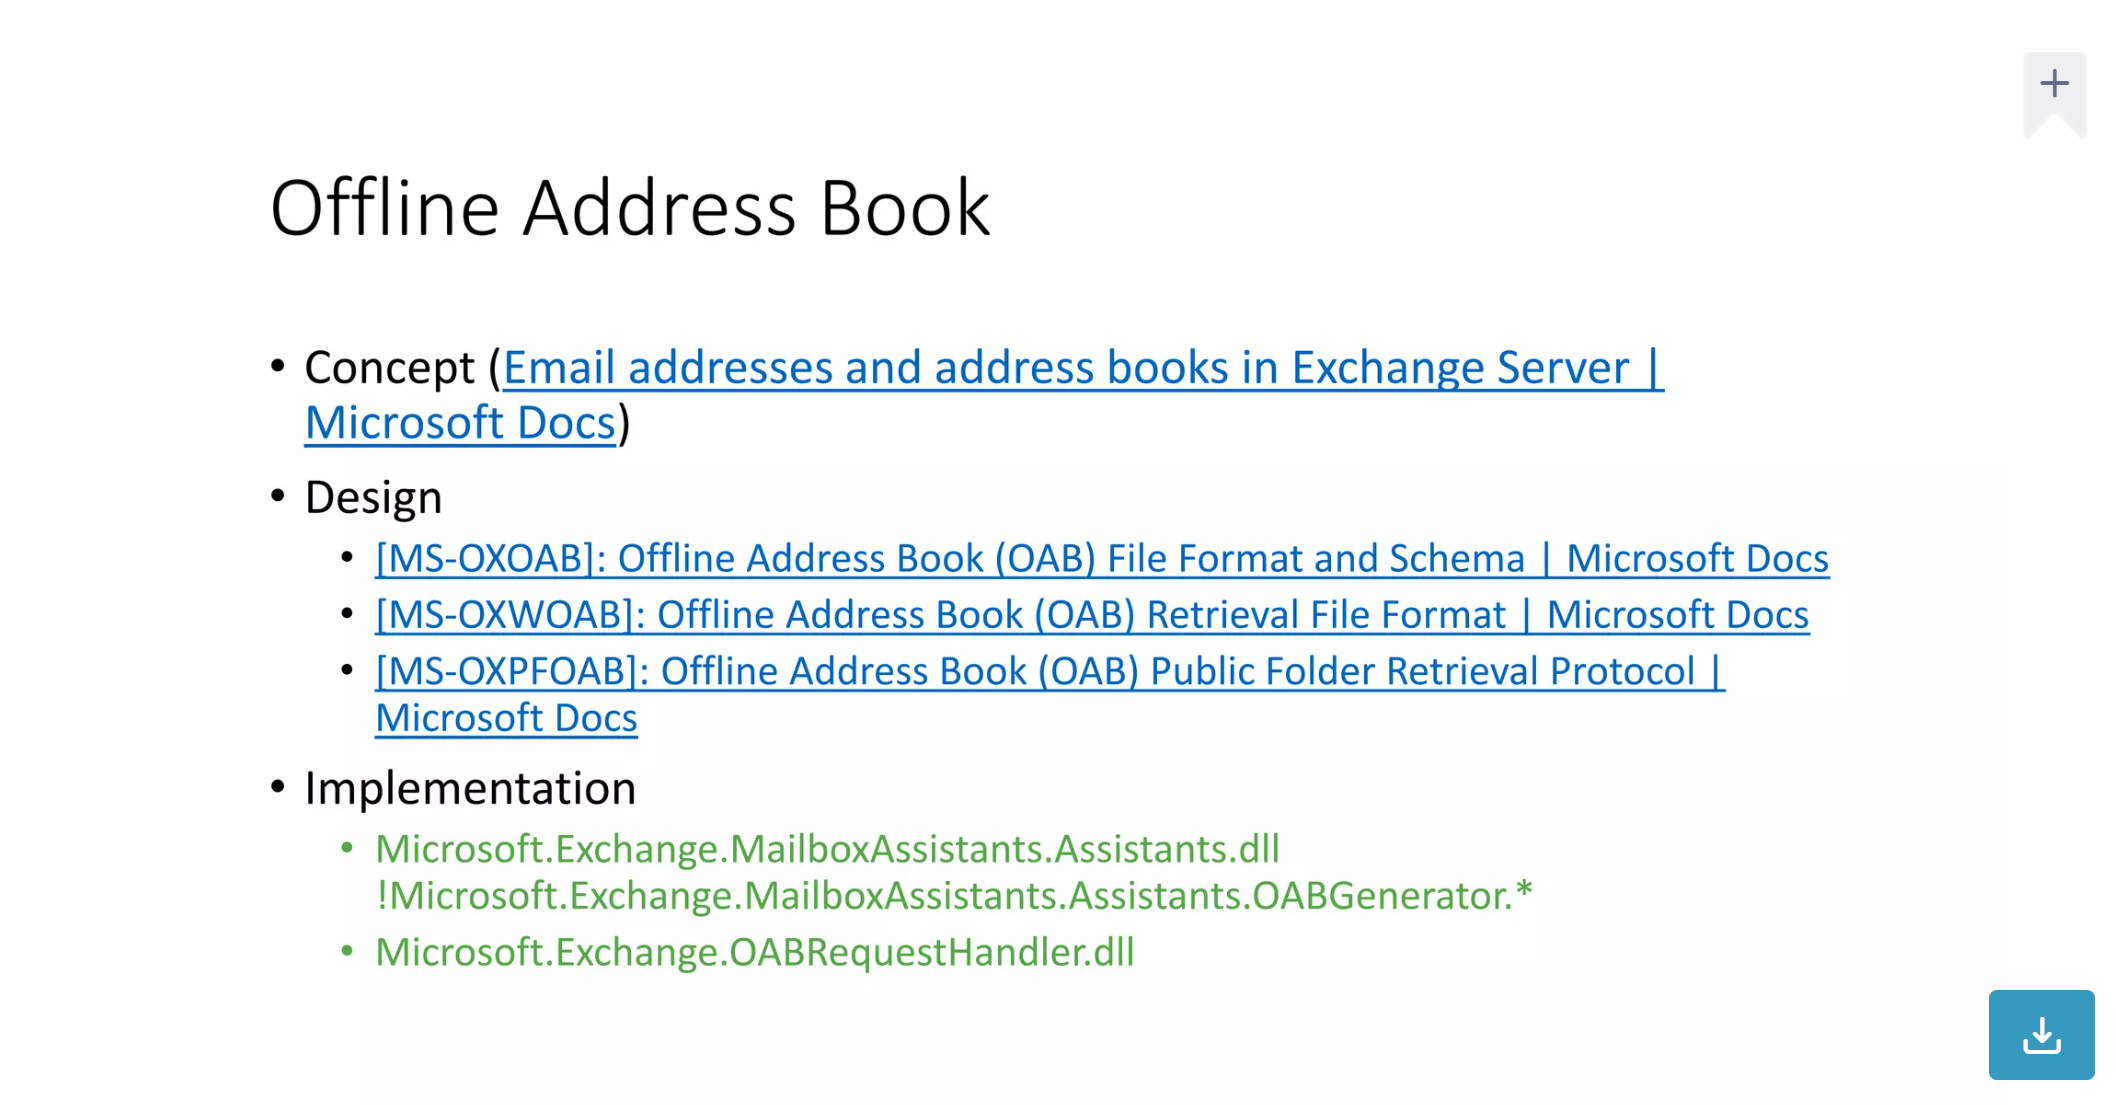 Offline Address Book
• Concept (Email addresses and address books in Exchange Server |
Microsoft Docs)
• Design
• [MS-OXOAB]: Offline Address Book (OAB) File Format and Schema | Microsoft Docs
• [MS-OXWOAB]: Offline Address Book (OAB) Retrieval File Format | Microsoft Docs
• [MS-OXPFOAB]: Offline Address Book (OAB) Public Folder Retrieval Protocol |
Microsoft Docs
• Implementation
• Microsoft.Exchange.MailboxAssistants.Assistants.dll
!Microsoft.Exchange.MailboxAssistants.Assistants.OABGenerator.*
• Microsoft.Exchange.OABRequestHandler.dll